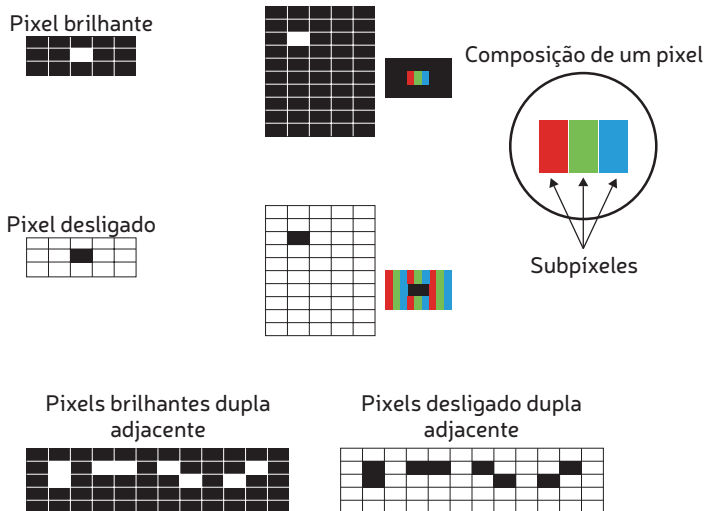 Pixel brilhante
Composição de um pixel
Pixel desligado
Subpíxeles
Pixels brilhantes dupla
adjacente
Pixels desligado dupla
adjacente